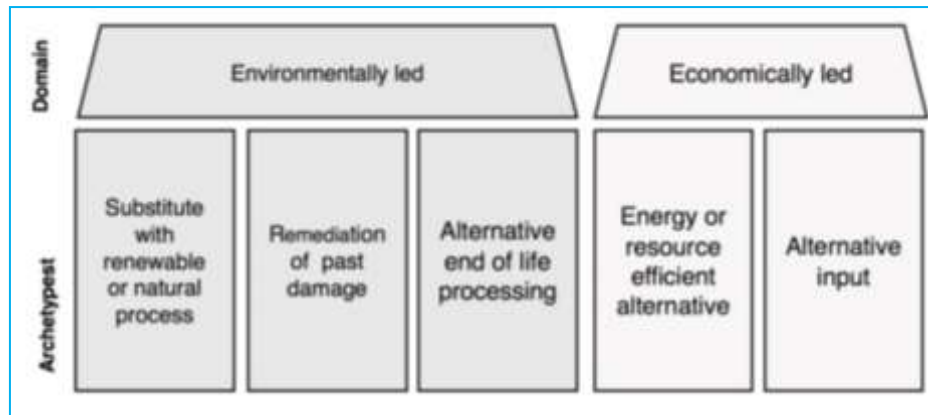 Domain
Environmentally led
Economically led
Archetypest
Substitute
with
renewable
or natural
process
Remediation
of past
damage
Alternative
end of life
processing
Energy or
resource
efficient
alternative
Alternative
input